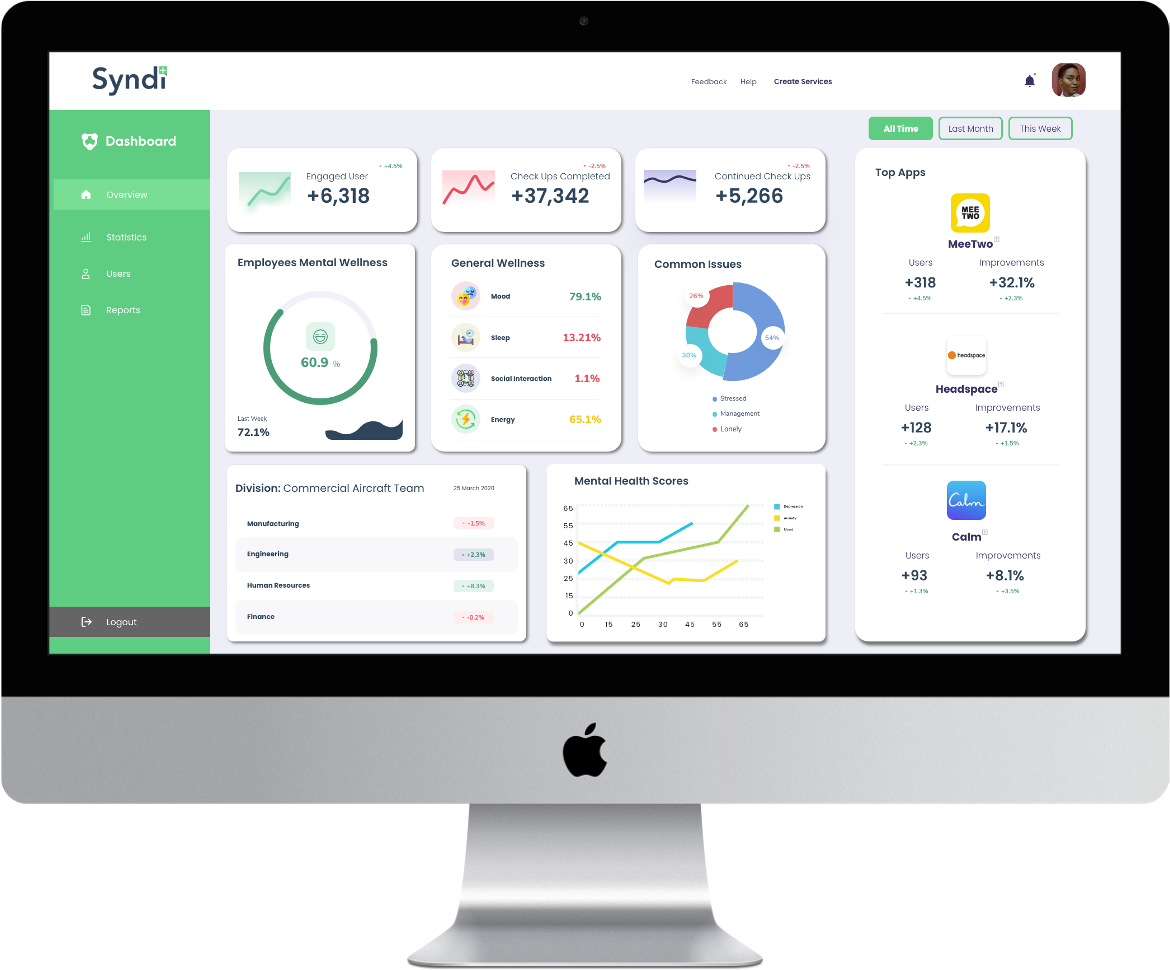 Syndi
Feedback Help Create Services
Dashboard
Overview
Statistics
Users
Reports
Logout
All Time Last Month This Week
+4.5%
Engaged User
+6,318
-2.5%
Check Ups Completed
+37,342
-2.5%
Continued Check Ups
+5,266
Employees Mental Wellness
60.9 %
Last Week
72.1%
General Wellness
Mood 79.1%
Sleep 13.21%
Social Interaction 1.1%
Energy 65.1%
Common Issues
26%
54%
30%
Stressed
Management
Lonely
Division: Commercial Aircraft Team 25 March 2020
Manufacturing -1.5%
Engineering +2.3%
Human Resources +8.3%
Finance -0.2%
Mental Health Scores
65
55
45
30
25
15
0
0 15 25 30 45 55 65
Depression
Anxiety
Top Apps
MEE
TWO
MeeTwo
Users Improvements
+318 +32.1%
+4.5% +2.3%
headspace
Headspace
Users Improvements
+128 +17.1%
+2.3% +1.5%
Calm
Calm
Users Improvements
+93 +8.1%
+1.3% +3.5%